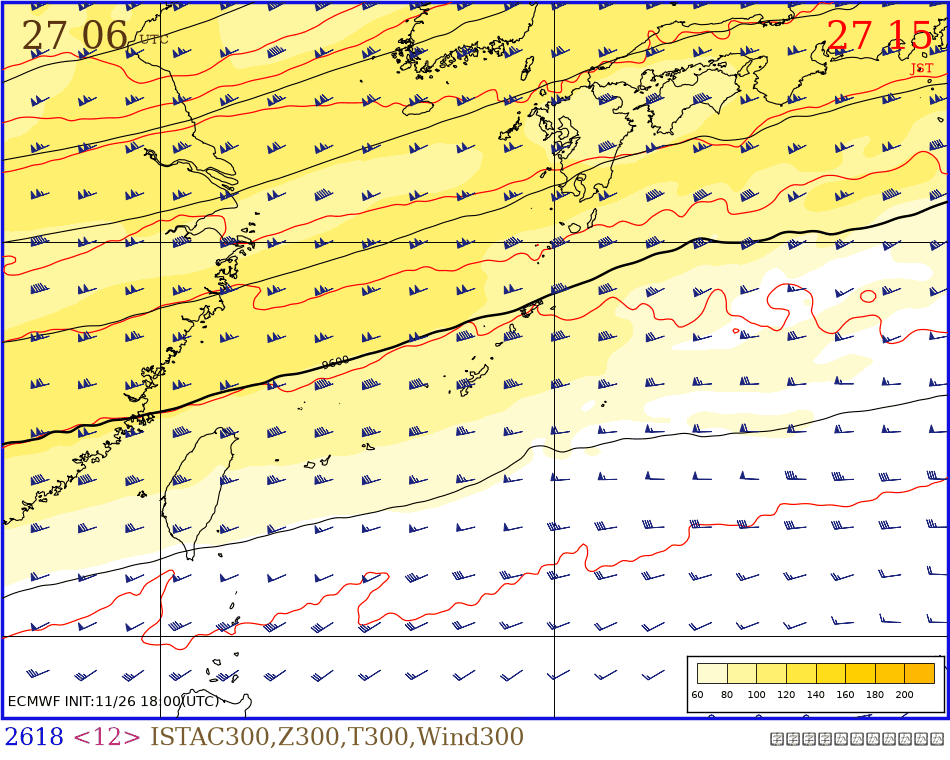 27 06 UTC
27 15
JST
9600
ECMWF INIT:11/26 18:00(UTC)
60 80 100 120 140 160 180 200
2618 <12> ISTAC300,Z300,T300,Wind300